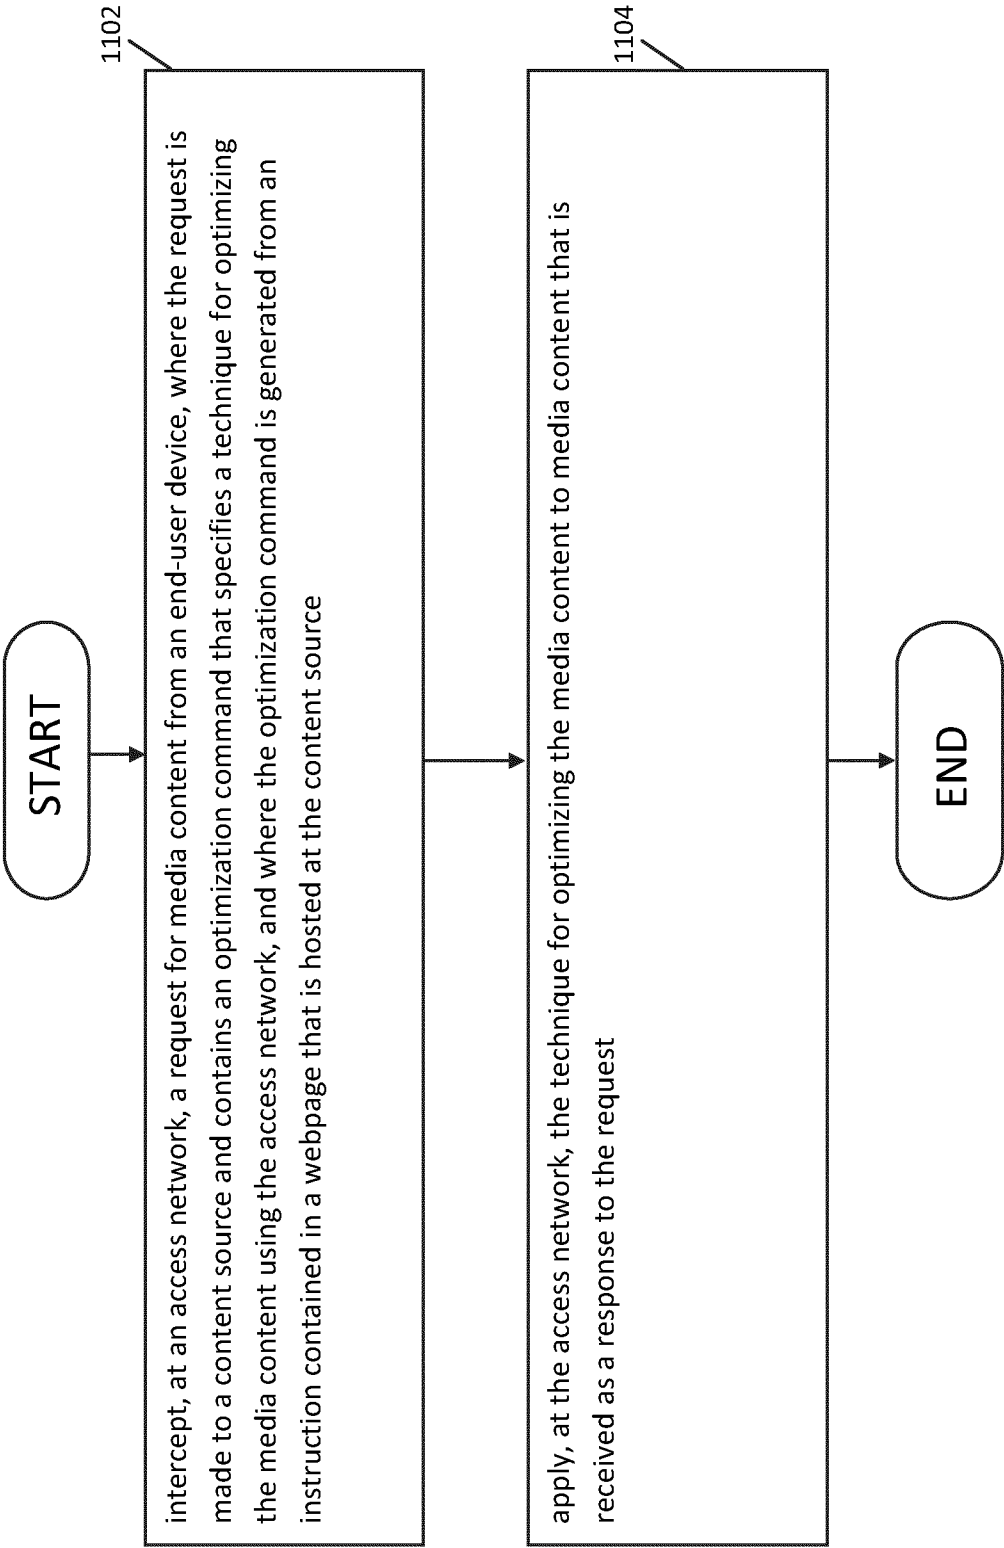 START
1102
intercept, at an access network, a request for media content from an end-user device, where the request is
made to a content source and contains an optimization command that specifies a technique for optimizing
the media content using the access network, and where the optimization command is generated from an
instruction contained in a webpage that is hosted at the content source
1104
apply, at the access network, the technique for optimizing the media content to media content that is
received as a response to the request
END